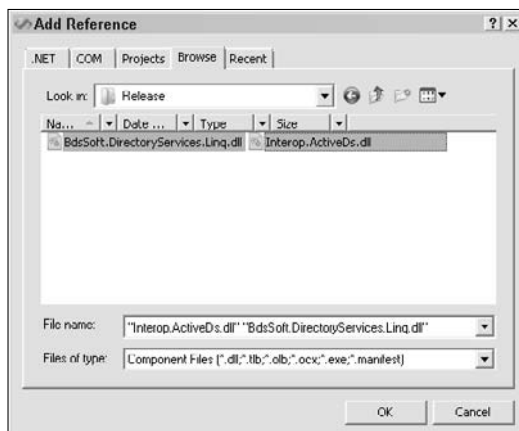 Add Reference
.NET COM Projects Browse Recent
Look in: Release
Na... Date ... Type Size
BdsSoft.DirectoryServices.Linq.dll Interop.ActiveDs.dll
File name: "Interop.ActiveDs.dll" "BdsSoft.DirectoryServices.Linq.dll"
Files of type: Component Files (*.dll;*.tlb;*.olb;*.ocx;*.exe;*.manifest)
OK Cancel